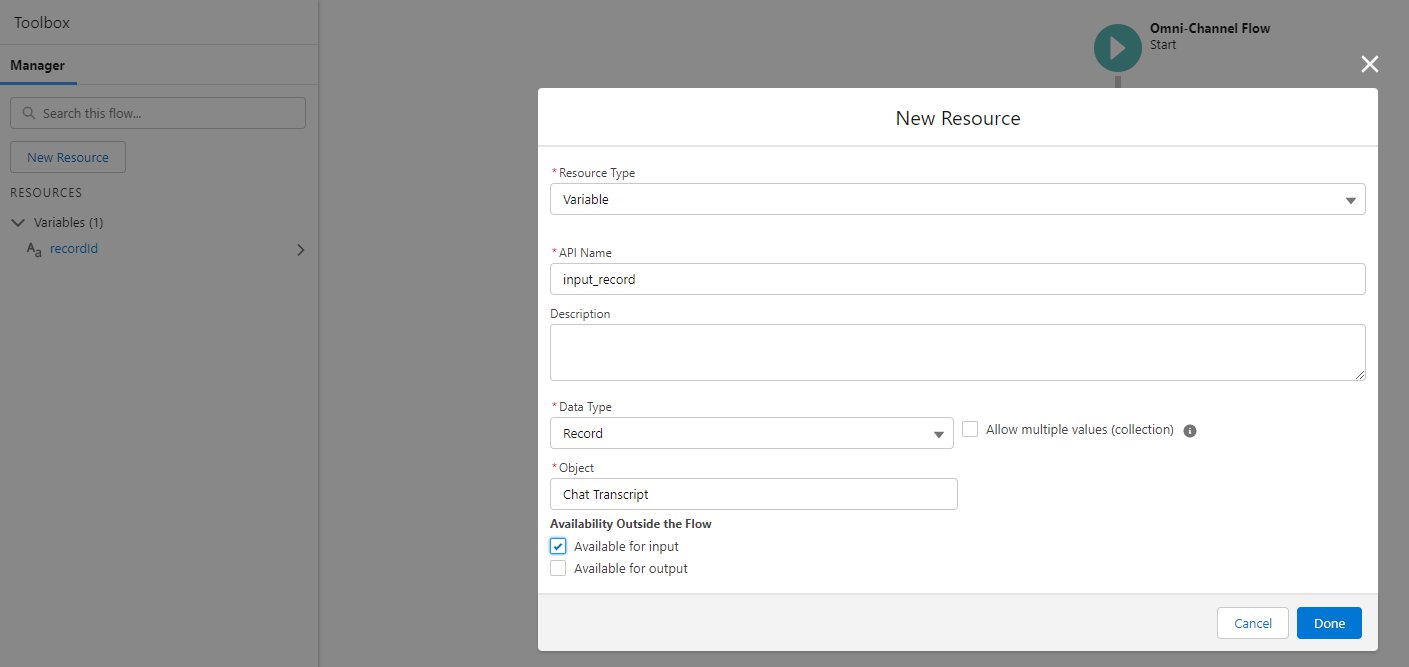 Toolbox
Manager
Search this flow...
New Resource
RESOURCES
Variables (1)
Aa recordId
Omni-Channel Flow
Start
New Resource
* Resource Type
Variable
* API Name
input_record
Description
* Data Type
Record
Allow multiple values (collection)
* Object
Chat Transcript
Availability Outside the Flow
Available for input
Available for output
Cancel
Done